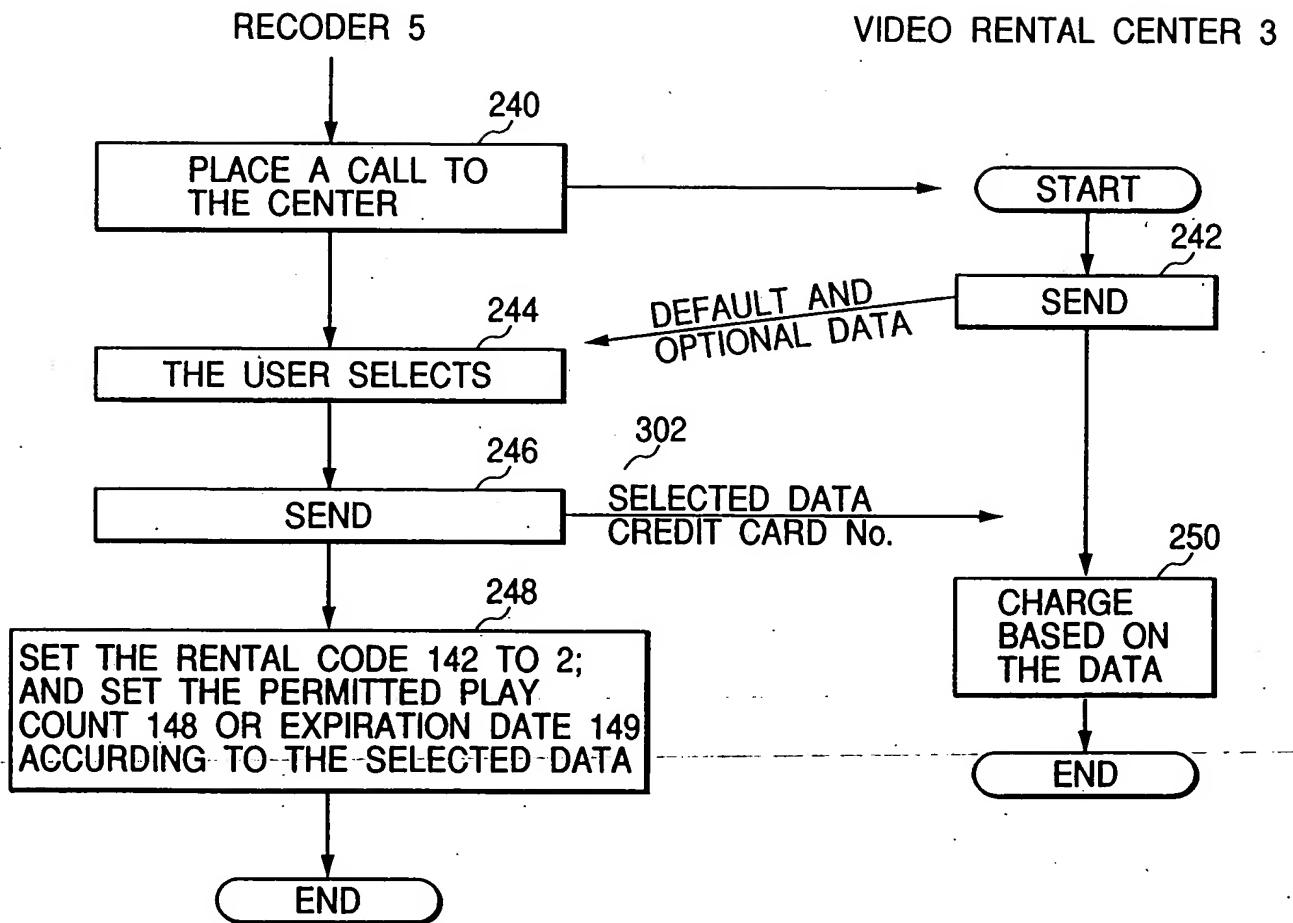 RECODER 5
VIDEO RENTAL CENTER 3
240
PLACE A CALL TO
THE CENTER
START
242
SEND
DEFAULT AND
OPTIONAL DATA
244
THE USER SELECTS
246
SEND
302
SELECTED DATA
CREDIT CARD No.
250
CHARGE
BASED ON
THE DATA
248
SET THE RENTAL CODE 142 TO 2;
AND SET THE PERMITTED PLAY
COUNT 148 OR EXPIRATION DATE 149
ACCURDING TO THE SELECTED DATA
END
END